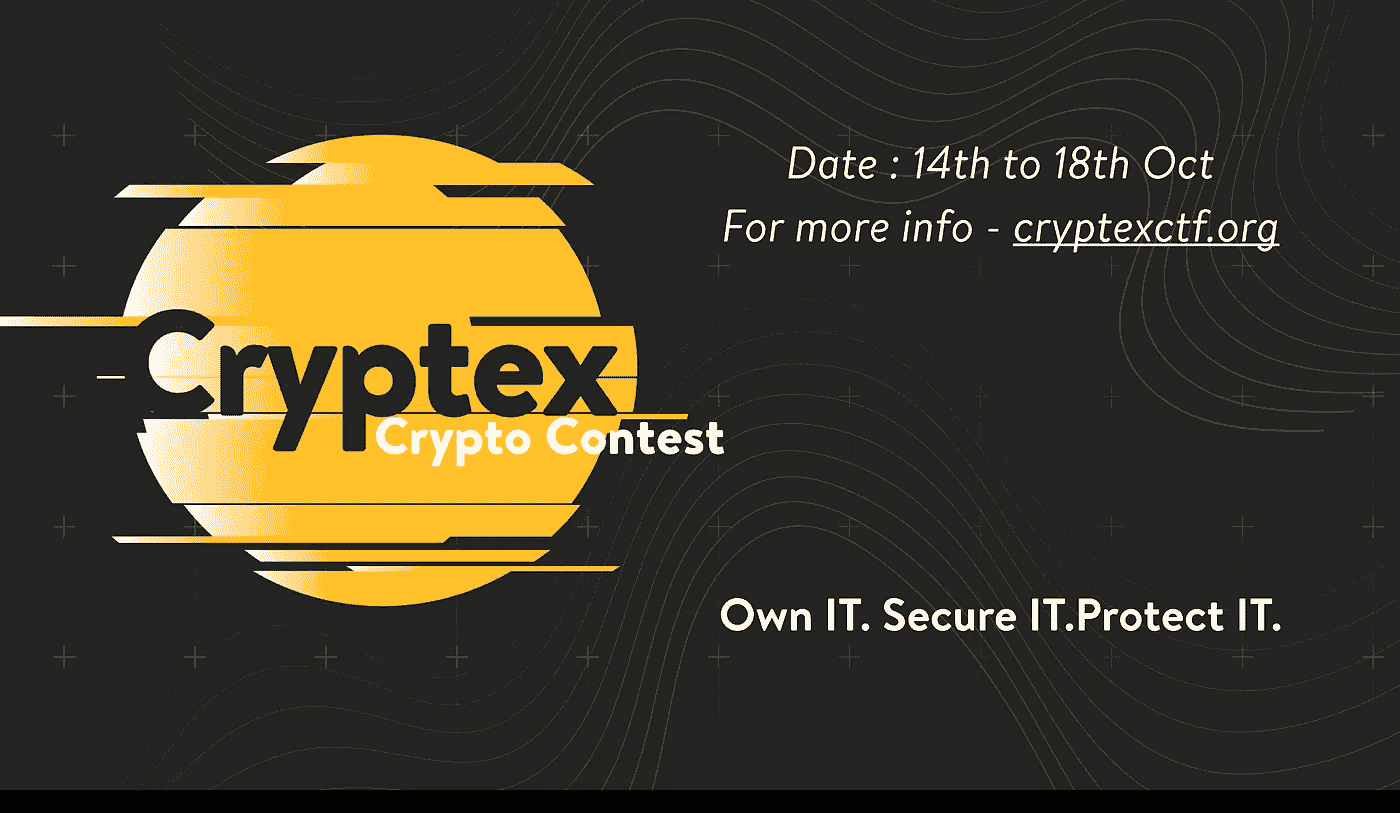 Cryptex
Crypto Contest
Date : 14th to 18th Oct
For more info - cryptexctf.org
Own IT. Secure IT.Protect IT.